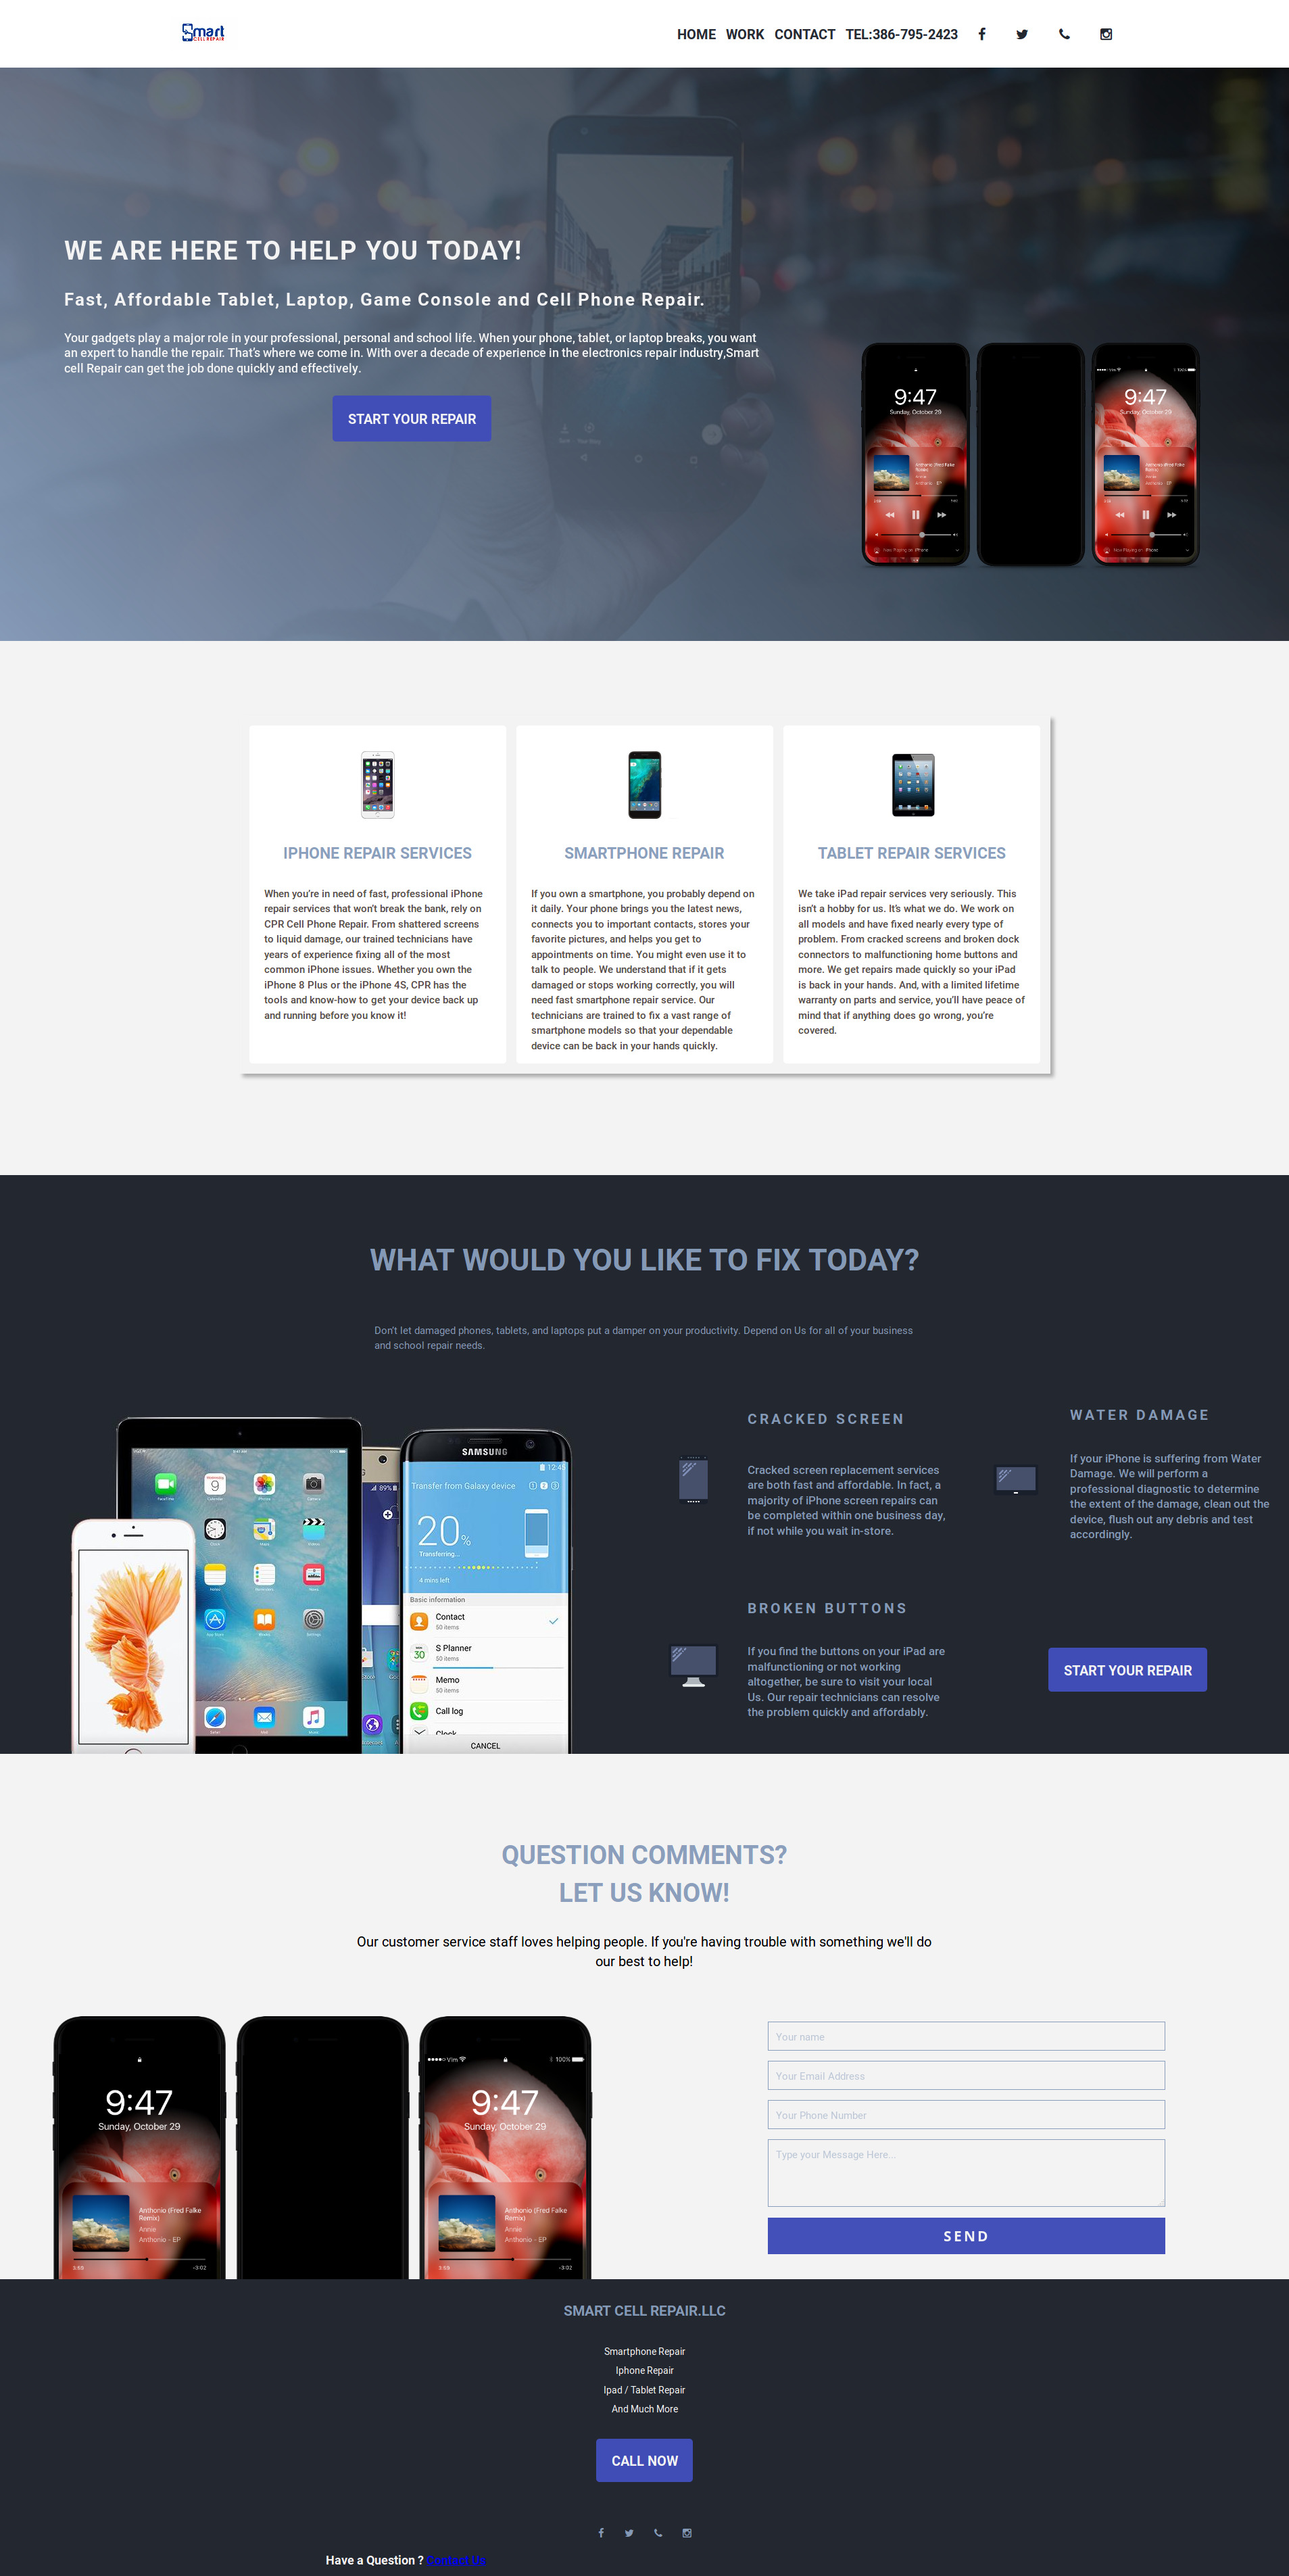 Smart
CELL REPAIR
HOME WORK CONTACT TEL:386-795-2423
WE ARE HERE TO HELP YOU TODAY!
Fast, Affordable Tablet, Laptop, Game Console and Cell Phone Repair.
Your gadgets play a major role in your professional, personal and school life. When your phone, tablet, or laptop breaks, you want
an expert to handle the repair. That's where we come in. With over a decade of experience in the electronics repair industry,Smart
cell Repair can get the job done quickly and effectively.
START YOUR REPAIR
9:47
Sunday, October 29
9:47
Sunday, October 29
IPHONE REPAIR SERVICES
When you're in need of fast, professional iPhone
repair services that won't break the bank, rely on
CPR Cell Phone Repair. From shattered screens
to liquid damage, our trained technicians have
years of experience fixing all of the most
common iPhone issues. Whether you own the
iPhone 8 Plus or the iPhone 4S, CPR has the
tools and know-how to get your device back up
and running before you know it!
SMARTPHONE REPAIR
If you own a smartphone, you probably depend on
it daily. Your phone brings you the latest news,
connects you to important contacts, stores your
favorite pictures, and helps you get to
appointments on time. You might even use it to
talk to people. We understand that if it gets
damaged or stops working correctly, you will
need fast smartphone repair service. Our
technicians are trained to fix a vast range of
smartphone models so that your dependable
device can be back in your hands quickly.
TABLET REPAIR SERVICES
We take iPad repair services very seriously. This
isn't a hobby for us. It's what we do. We work on
all models and have fixed nearly every type of
problem. From cracked screens and broken dock
connectors to malfunctioning home buttons and
more. We get repairs made quickly so your iPad
is back in your hands. And, with a limited lifetime
warranty on parts and service, you'll have peace of
mind that if anything does go wrong, you're
covered.
WHAT WOULD YOU LIKE TO FIX TODAY?
Don't let damaged phones, tablets, and laptops put a damper on your productivity. Depend on Us for all of your business
and school repair needs.
SAMSUNG
12:45
Transfer from Galaxy device
1 2 3
20%
Transferring...
4 mins left
Basic information
Contact
50 items
S Planner
50 items
Memo
50 items
Call log
Clock
CANCEL
89%
CRACKED SCREEN
Cracked screen replacement services
are both fast and affordable. In fact, a
majority of iPhone screen repairs can
be completed within one business day,
if not while you wait in-store.
WATER DAMAGE
If your iPhone is suffering from Water
Damage. We will perform a
professional diagnostic to determine
the extent of the damage, clean out the
device, flush out any debris and test
accordingly.
BROKEN BUTTONS
If you find the buttons on your iPad are
malfunctioning or not working
altogether, be sure to visit your local
Us. Our repair technicians can resolve
the problem quickly and affordably.
START YOUR REPAIR
QUESTION COMMENTS?
LET US KNOW!
Our customer service staff loves helping people. If you're having trouble with something we'll do
our best to help!
9:47
Sunday, October 29
Anthonio (Fred Falke
Remix)
Annie
Anthonio - EP
3:59
-3:02
Vim
100%
9:47
Sunday, October 29
Anthonio (Fred Falke
Remix)
Annie
Anthonio - EP
3:59
-3:02
Your name
Your Email Address
Your Phone Number
Type your Message Here...
SEND
SMART CELL REPAIR.LLC
Smartphone Repair
Iphone Repair
Ipad / Tablet Repair
And Much More
CALL NOW
Have a Question ? Contact Us